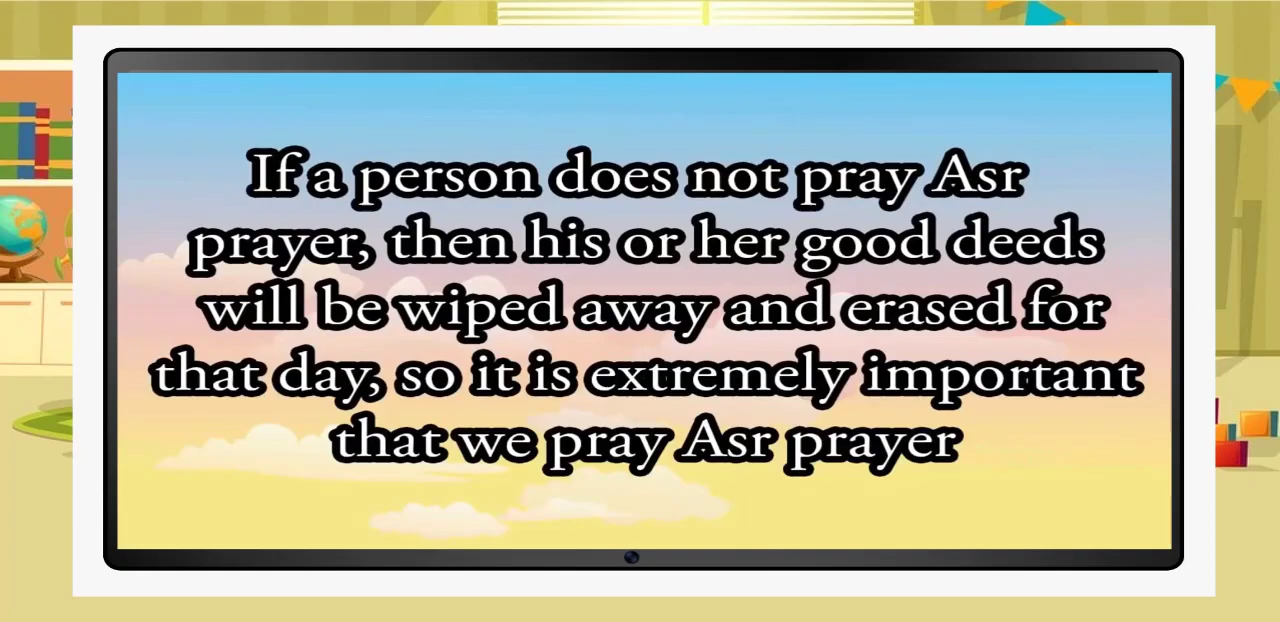 If a person does not pray Asr
prayer, then his or her good deeds
will be wiped away and erased for
that day, so it is extremely important
that we pray Asr prayer